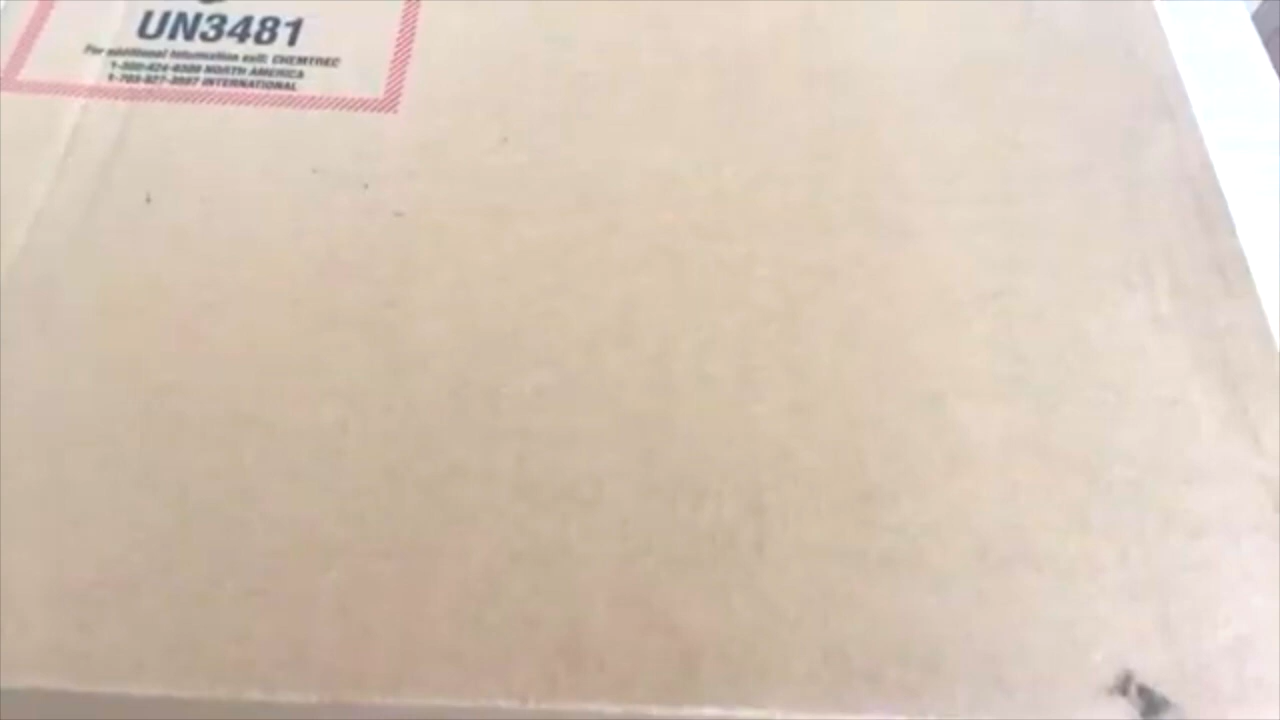 UN3481
For additional information call: CHEMTREC
1-800-424-9300 NORTH AMERICA
1-703-527-3887 INTERNATIONAL